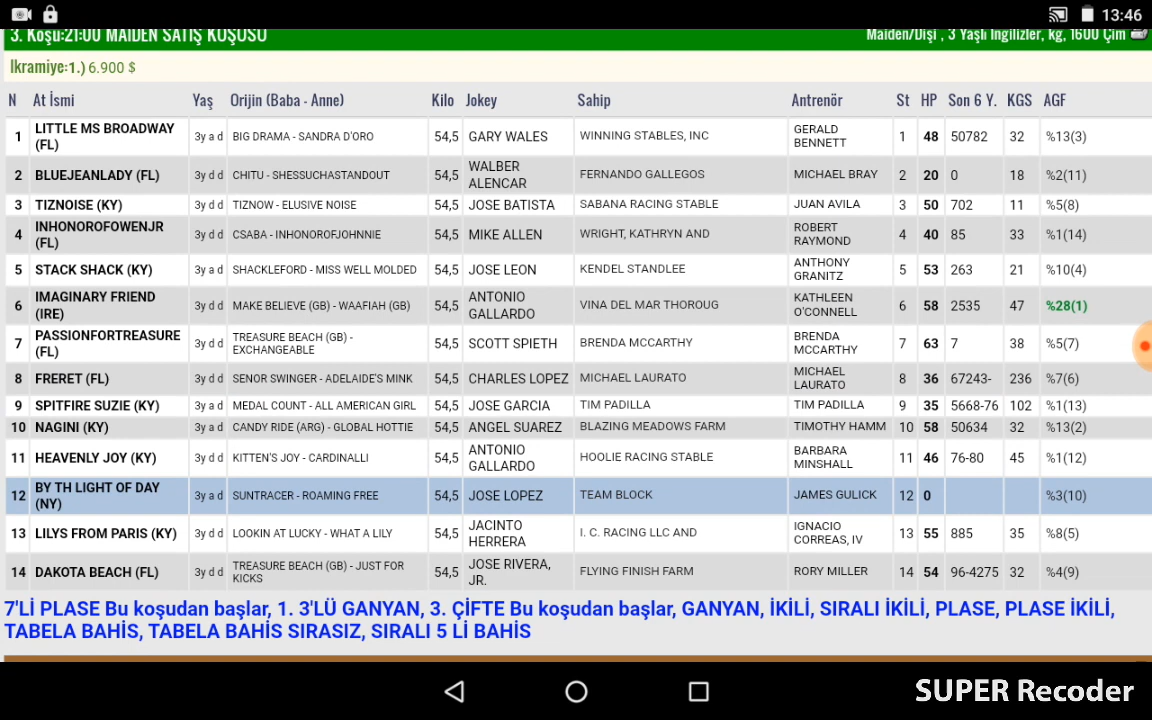 13:46
3. Koşu:21:00 MAIDEN SATIŞ KOŞUSU Maiden/Dişi , 3 Yaşlı İngilizler, kg, 1600 Çim
İkramiye:1.) 6.900 $
N At İsmi Yaş Orijin (Baba - Anne) Kilo Jokey Sahip Antrenör St HP Son 6 Y. KGS AGF
1 LITTLE MS BROADWAY (FL) 3y a d BIG DRAMA - SANDRA D'ORO 54,5 GARY WALES WINNING STABLES, INC GERALD BENNETT 1 48 50782 32 %13(3)
2 BLUEJEANLADY (FL) 3y d d CHITU - SHESSUCHASTANDOUT 54,5 WALBER ALENCAR FERNANDO GALLEGOS MICHAEL BRAY 2 20 0 18 %2(11)
3 TIZNOISE (KY) 3y d d TIZNOW - ELUSIVE NOISE 54,5 JOSE BATISTA SABANA RACING STABLE JUAN AVILA 3 50 702 11 %5(8)
4 INHONOROFOWENJR (FL) 3y d d CSABA - INHONOROFJOHNNIE 54,5 MIKE ALLEN WRIGHT, KATHRYN AND ROBERT RAYMOND 4 40 85 33 %1(14)
5 STACK SHACK (KY) 3y a d SHACKLEFORD - MISS WELL MOLDED 54,5 JOSE LEON KENDEL STANDLEE ANTHONY GRANITZ 5 53 263 21 %10(4)
6 IMAGINARY FRIEND (IRE) 3y d d MAKE BELIEVE (GB) - WAAFIAH (GB) 54,5 ANTONIO GALLARDO VINA DEL MAR THOROUG KATHLEEN O'CONNELL 6 58 2535 47 %28(1)
7 PASSIONFORTREASURE (FL) 3y d d TREASURE BEACH (GB) - EXCHANGEABLE 54,5 SCOTT SPIETH BRENDA MCCARTHY BRENDA MCCARTHY 7 63 7 38 %5(7)
8 FRERET (FL) 3y d d SENOR SWINGER - ADELAIDE'S MINK 54,5 CHARLES LOPEZ MICHAEL LAURATO MICHAEL LAURATO 8 36 67243- 236 %7(6)
9 SPITFIRE SUZIE (KY) 3y a d MEDAL COUNT - ALL AMERICAN GIRL 54,5 JOSE GARCIA TIM PADILLA TIM PADILLA 9 35 5668-76 102 %1(13)
10 NAGINI (KY) 3y a d CANDY RIDE (ARG) - GLOBAL HOTTIE 54,5 ANGEL SUAREZ BLAZING MEADOWS FARM TIMOTHY HAMM 10 58 50634 32 %13(2)
11 HEAVENLY JOY (KY) 3y d d KITTEN'S JOY - CARDINALLI 54,5 ANTONIO GALLARDO HOOLIE RACING STABLE BARBARA MINSHALL 11 46 76-80 45 %1(12)
12 BY TH LIGHT OF DAY (NY) 3y a d SUNTRACER - ROAMING FREE 54,5 JOSE LOPEZ TEAM BLOCK JAMES GULICK 12 0 %3(10)
13 LILYS FROM PARIS (KY) 3y d d LOOKIN AT LUCKY - WHAT A LILY 54,5 JACINTO HERRERA I. C. RACING LLC AND IGNACIO CORREAS, IV 13 55 885 35 %8(5)
14 DAKOTA BEACH (FL) 3y d d TREASURE BEACH (GB) - JUST FOR KICKS 54,5 JOSE RIVERA, JR. FLYING FINISH FARM RORY MILLER 14 54 96-4275 32 %4(9)
7'Lİ PLASE Bu koşudan başlar, 1. 3'LÜ GANYAN, 3. ÇİFTE Bu koşudan başlar, GANYAN, İKİLİ, SIRALI İKİLİ, PLASE, PLASE İKİLİ,
TABELA BAHİS, TABELA BAHİS SIRASIZ, SIRALI 5 Lİ BAHİS
SUPER Recoder